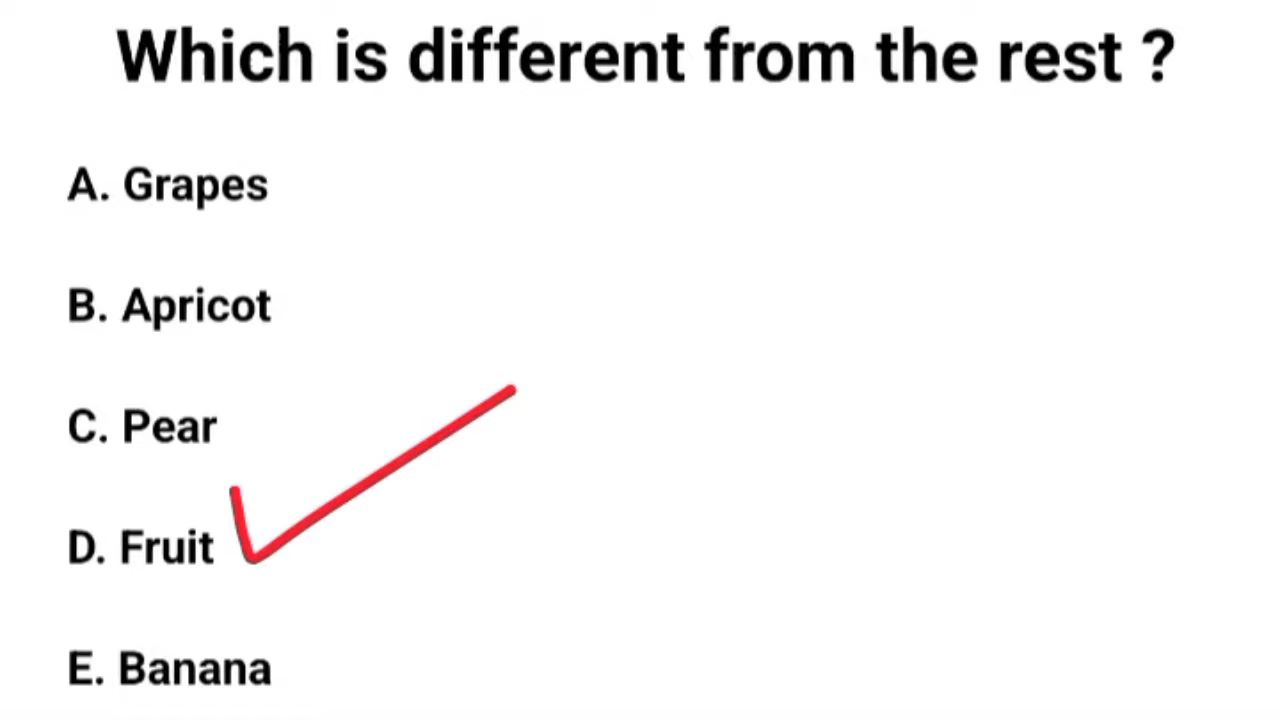 Which is different from the rest ?
A. Grapes
B. Apricot
C. Pear
D. Fruit
E. Banana